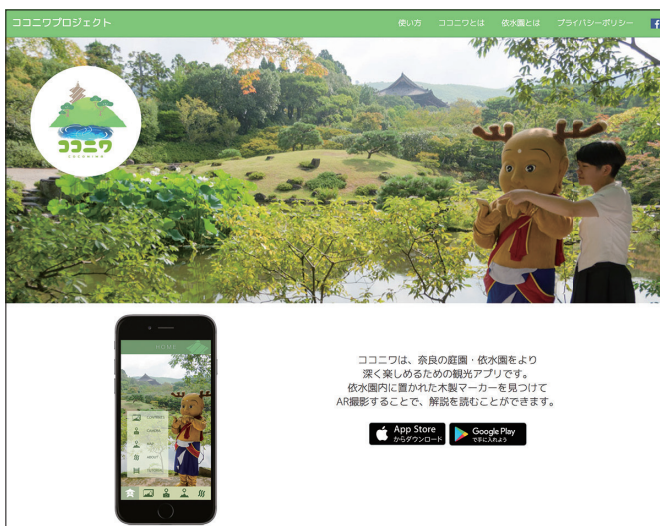 ココニワプロジェクト
使い方 ココニワとは 依水園とは プライバシーポリシー
ココニワ
COCONIWA
HOME
ABOUT
ココニワは、奈良の庭園・依水園をより
深く楽しめるための観光アプリです。
依水園内に置かれた木製マーカーを見つけて
AR撮影することで、解説を読むことができます。
App Store
からダウンロード
Google Play
で手に入れよう